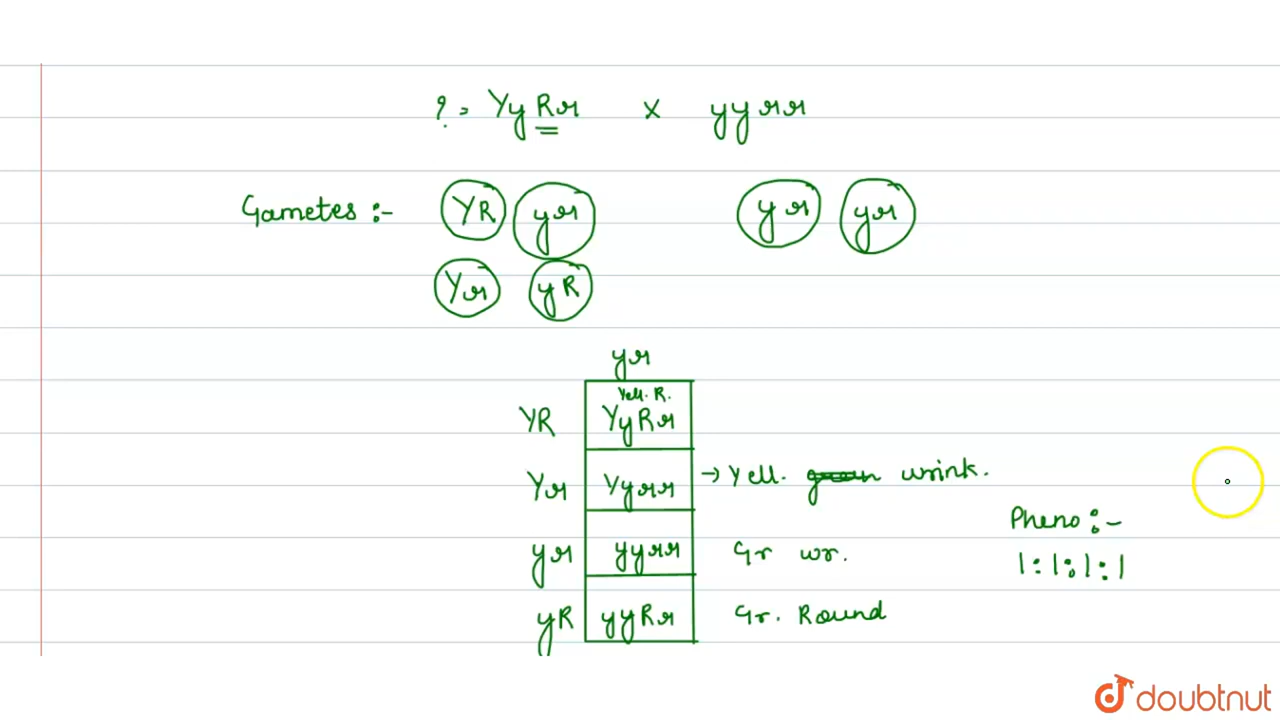 ? = YyRr x yyrr
Gametes :- YR yr yr yr
Yr yR
yr
Yell. R.
YR YyRr
Yr Yyrr → Yell. wrink.
Pheno :-
yr yyrr Gr wr.
1:1:1:1
yR yyRr Gr. Round
doubtnut